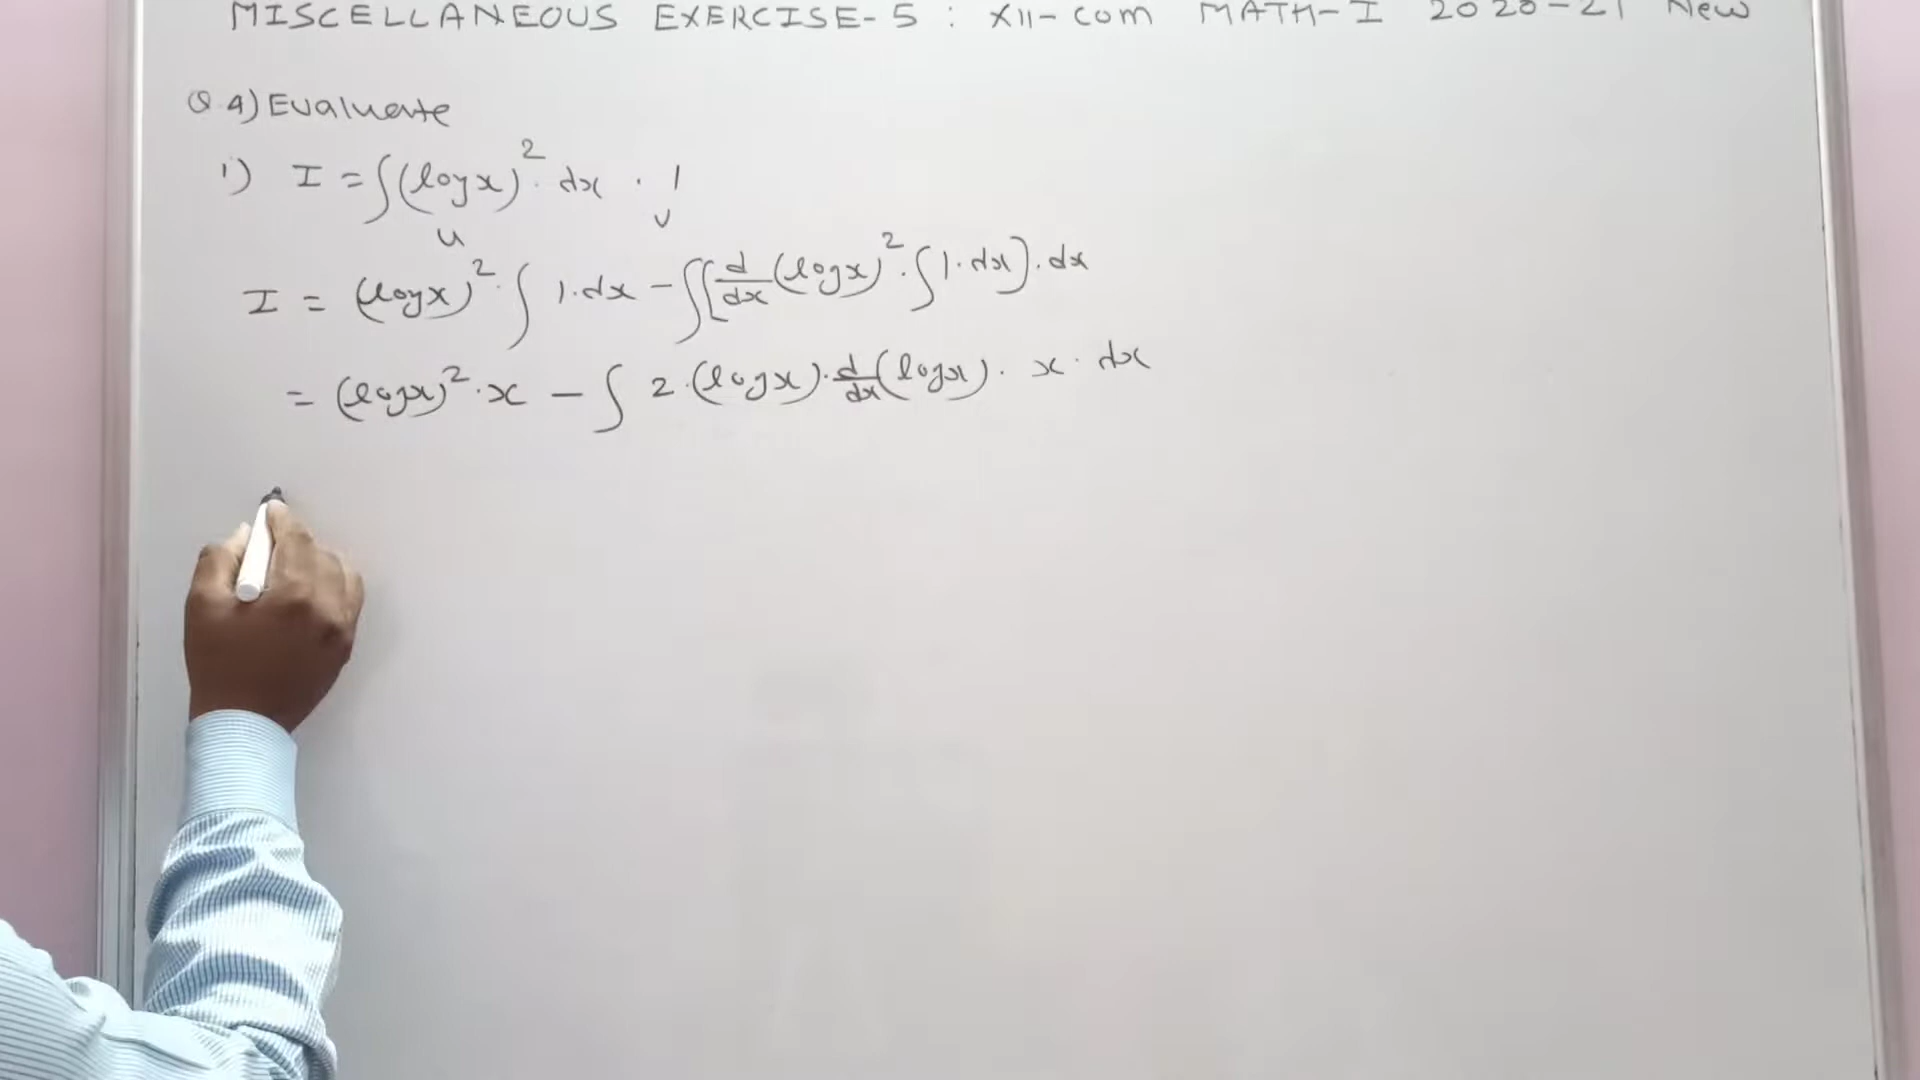 MISCELLANEOUS EXERCISE-5 : XII-COM MATH-I 2020-21 New
Q 4) Evaluate
1) I = ∫(log x)². dx . 1
u v
I = (log x)². ∫ 1.dx - ∫[d/dx (log x)². ∫1.dx].dx
= (log x)².x - ∫ 2.(log x). d/dx (log x). x. dx